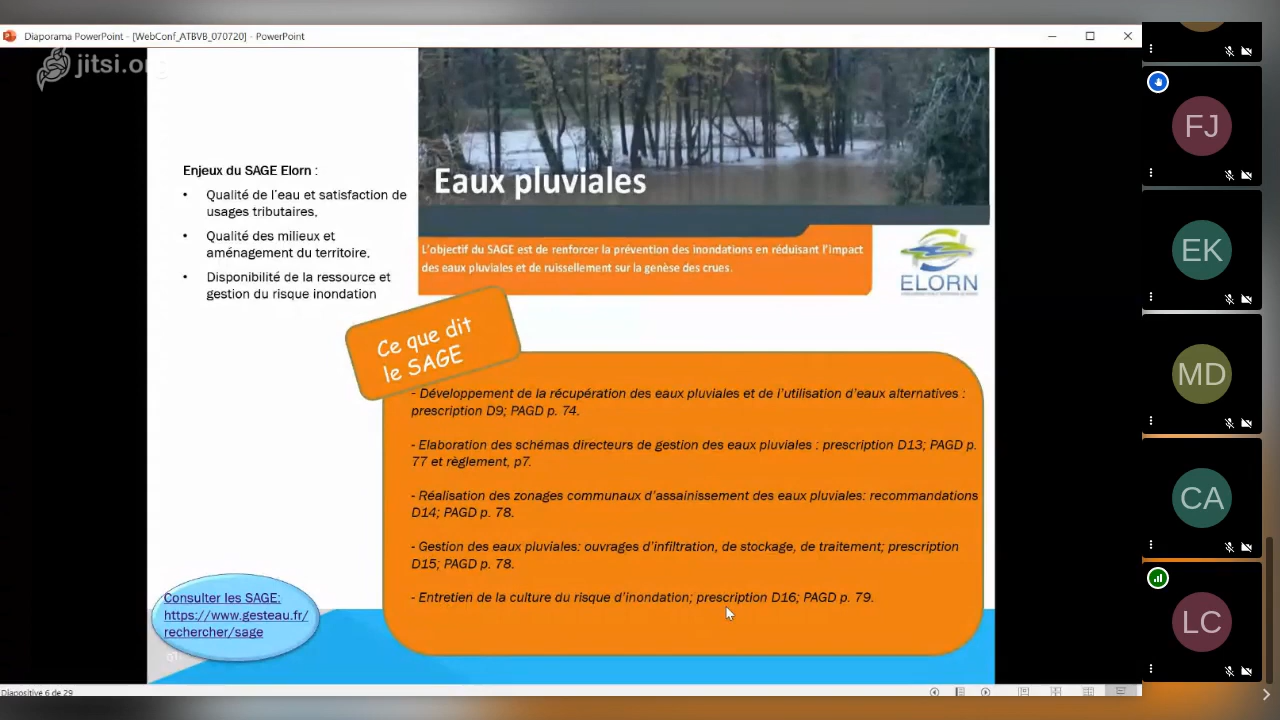 Diaporama PowerPoint - [WebConf_ATBVB_070720] - PowerPoint
jitsi.or
Enjeux du SAGE Elorn :
• Qualité de l'eau et satisfaction de
usages tributaires,
• Qualité des milieux et
aménagement du territoire,
• Disponibilité de la ressource et
gestion du risque inondation
Eaux pluviales
L'objectif du SAGE est de renforcer la prévention des inondations en réduisant l'impact
des eaux pluviales et de ruissellement sur la genèse des crues.
ELORN
Ce que dit
le SAGE
- Développement de la récupération des eaux pluviales et de l'utilisation d'eaux alternatives :
prescription D9; PAGD p. 74.
- Elaboration des schémas directeurs de gestion des eaux pluviales : prescription D13; PAGD p.
77 et règlement, p7.
- Réalisation des zonages communaux d'assainissement des eaux pluviales: recommandations
D14; PAGD p. 78.
- Gestion des eaux pluviales: ouvrages d'infiltration, de stockage, de traitement; prescription
D15; PAGD p. 78.
- Entretien de la culture du risque d'inondation; prescription D16; PAGD p. 79.
Consulter les SAGE:
https://www.gesteau.fr/
rechercher/sage
Diapositive 6 de 29
FJ
EK
MD
CA
LC